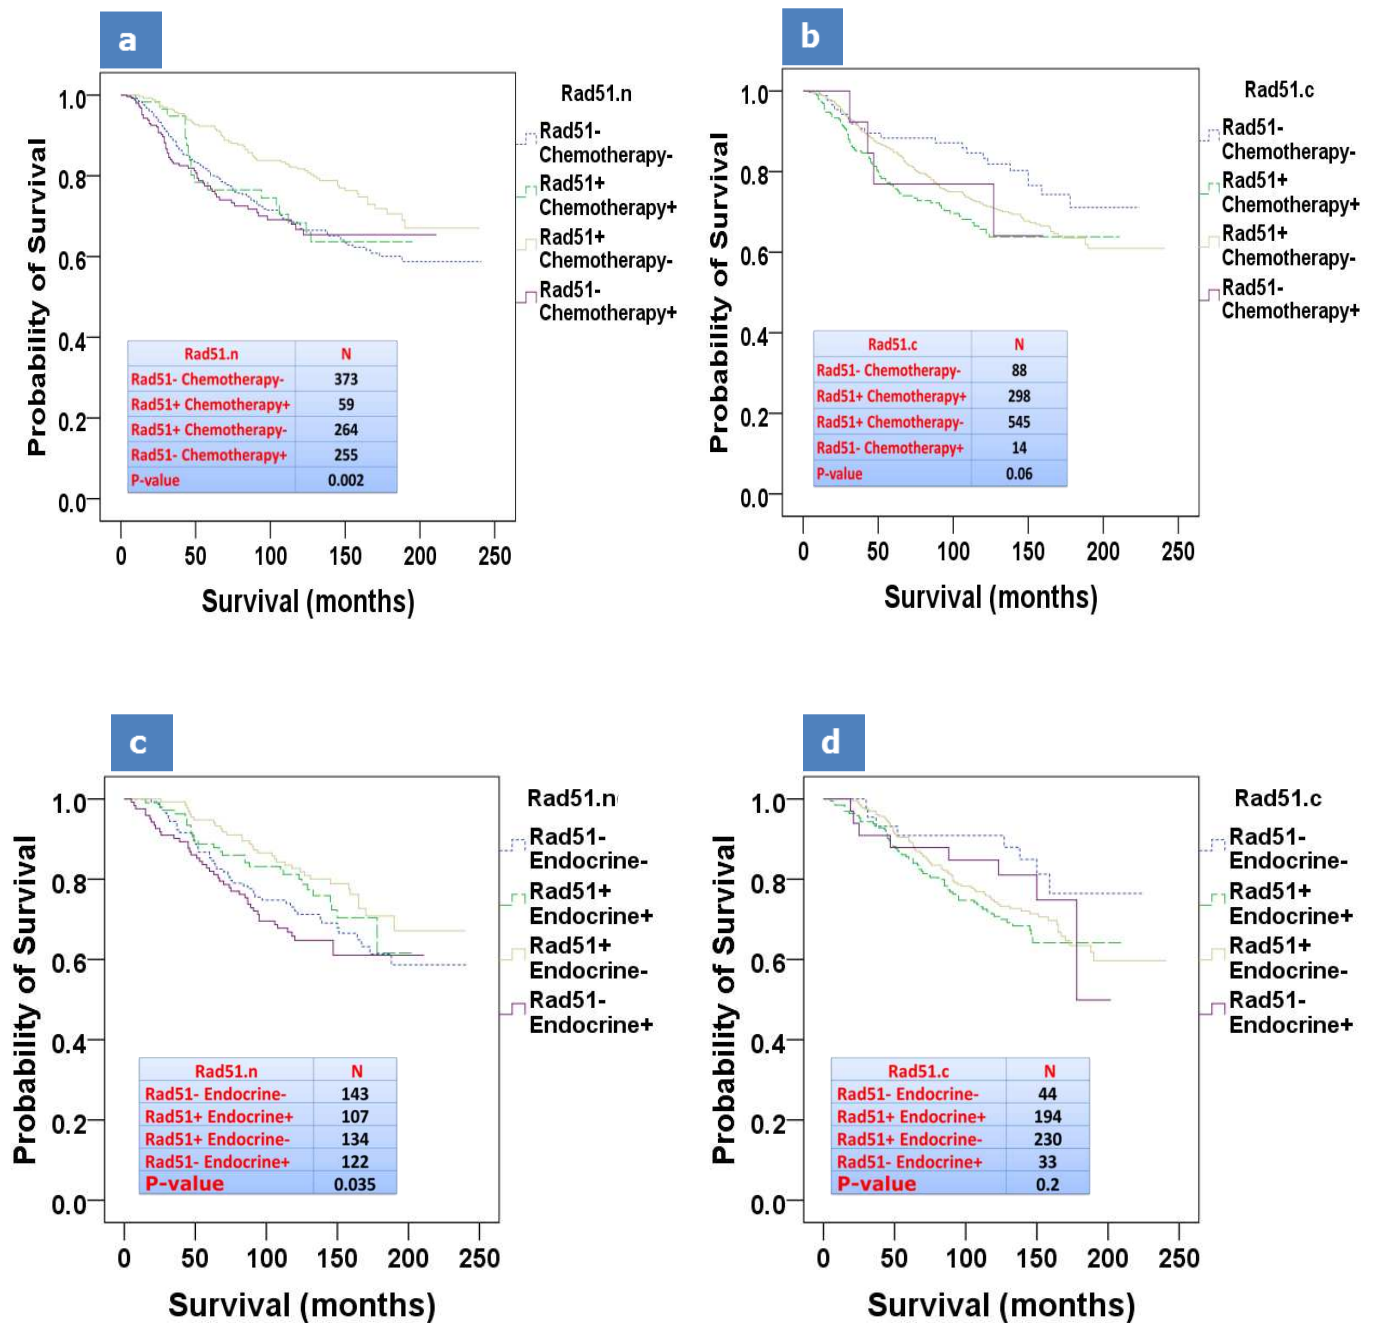 a
Rad51.n
1.0
0.8
0.6
0.4
0.2
0.0
Probability of Survival
Rad51-
Chemotherapy-
Rad51+
Chemotherapy+
Rad51+
Chemotherapy-
Rad51-
Chemotherapy+
Rad51.n N
Rad51- Chemotherapy- 373
Rad51+ Chemotherapy+ 59
Rad51+ Chemotherapy- 264
Rad51- Chemotherapy+ 255
P-value 0.002
0 50 100 150 200 250
Survival (months)
b
Rad51.c
1.0
0.8
0.6
0.4
0.2
0.0
Probability of Survival
Rad51-
Chemotherapy-
Rad51+
Chemotherapy+
Rad51+
Chemotherapy-
Rad51-
Chemotherapy+
Rad51.c N
Rad51- Chemotherapy- 88
Rad51+ Chemotherapy+ 298
Rad51+ Chemotherapy- 545
Rad51- Chemotherapy+ 14
P-value 0.06
0 50 100 150 200 250
Survival (months)
c
Rad51.n(
1.0
0.8
0.6
0.4
0.2
0.0
Probability of Survival
Rad51-
Endocrine-
Rad51+
Endocrine+
Rad51+
Endocrine-
Rad51-
Endocrine+
Rad51.n N
Rad51- Endocrine- 143
Rad51+ Endocrine+ 107
Rad51+ Endocrine- 134
Rad51- Endocrine+ 122
P-value 0.035
0 50 100 150 200 250
Survival (months)
d
Rad51.c
1.0
0.8
0.6
0.4
0.2
0.0
Probability of Survival
Rad51-
Endocrine-
Rad51+
Endocrine+
Rad51+
Endocrine-
Rad51-
Endocrine+
Rad51.c N
Rad51- Endocrine- 44
Rad51+ Endocrine+ 194
Rad51+ Endocrine- 230
Rad51- Endocrine+ 33
P-value 0.2
0 50 100 150 200 250
Survival (months)